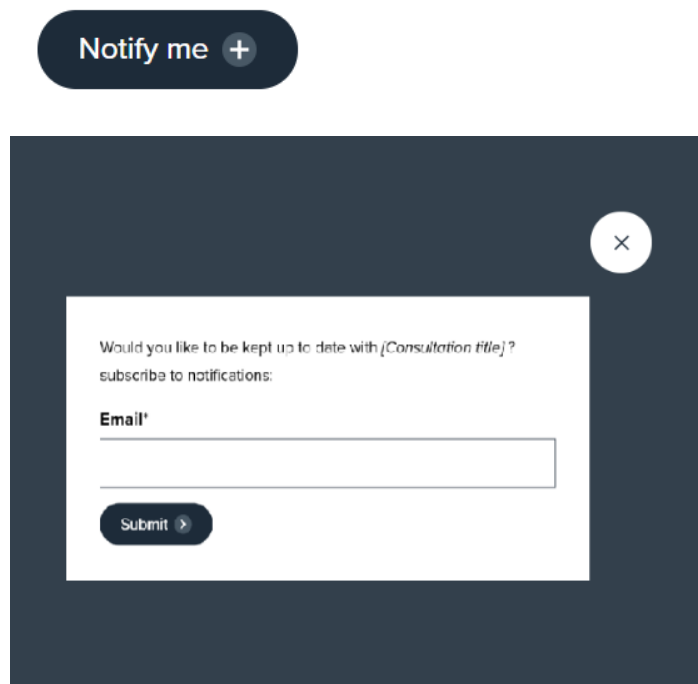 Notify me
Would you like to be kept up to date with [Consultation title] ?
subscribe to notifications:
Email*
Submit